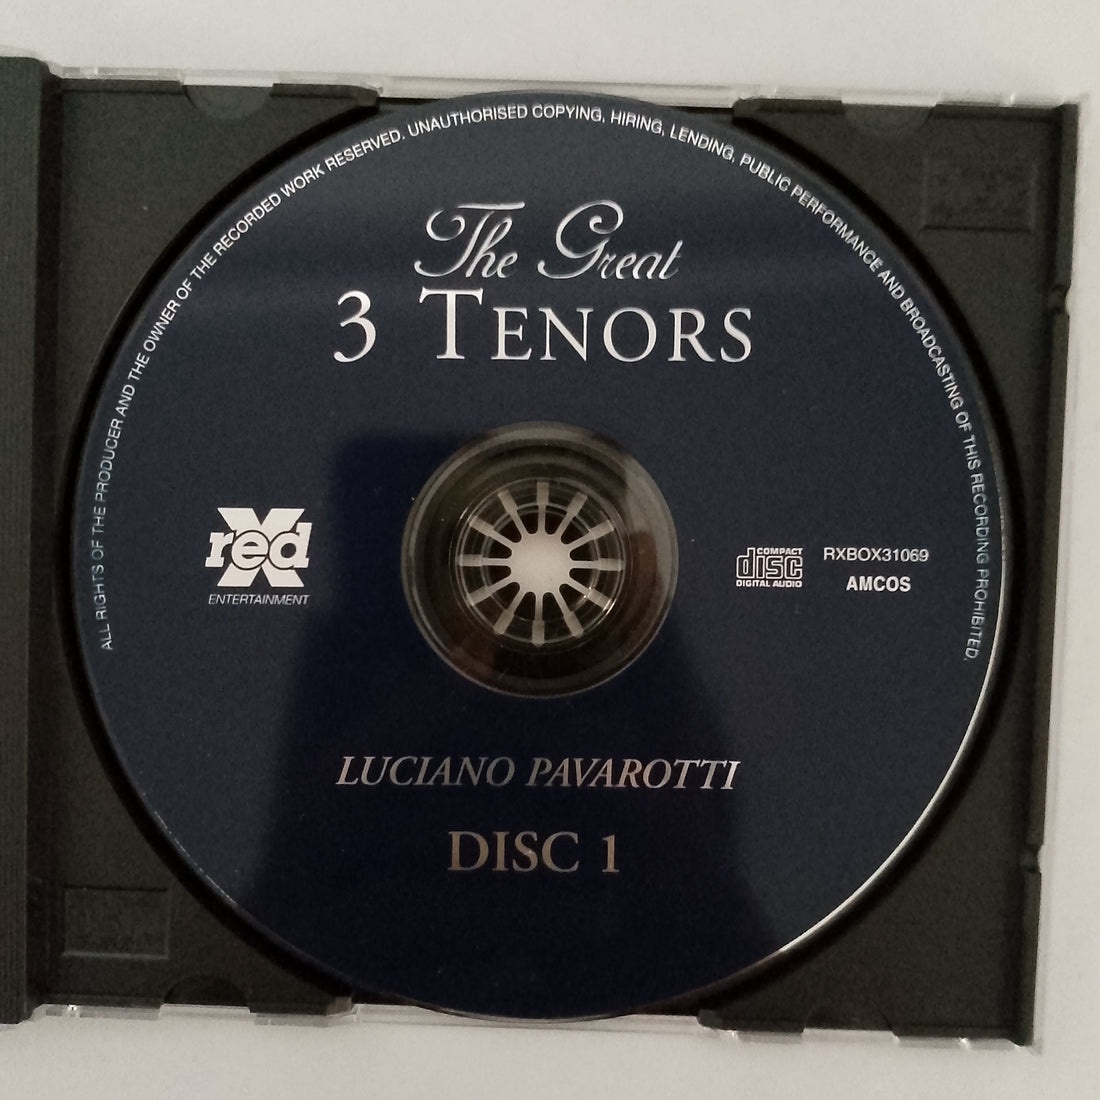 ALL RIGHTS OF THE PRODUCER AND THE OWNER OF THE RECORDED WORK RESERVED. UNAUTHORISED COPYING, HIRING, LENDING, PUBLIC PERFORMANCE AND BROADCASTING OF THIS RECORDING PROHIBITED.
The Great
3 TENORS
X
red
ENTERTAINMENT
COMPACT
disc
DIGITAL AUDIO
RXBOX31069
AMCOS
LUCIANO PAVAROTTI
DISC 1